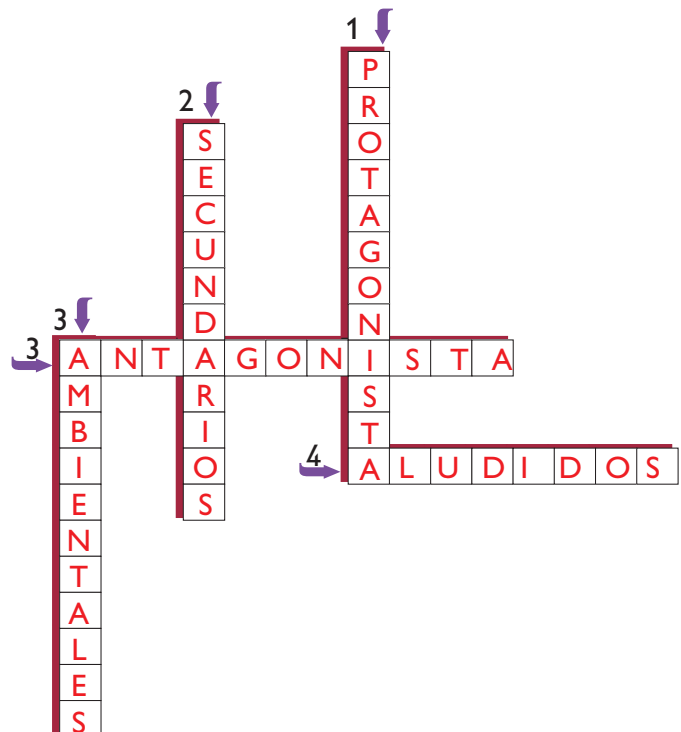 1
PROTAGONISTA
2
SECUNDARIOS
3
AMBIENTALES
3
ANTAGONISTA
4
ALUDIDOS